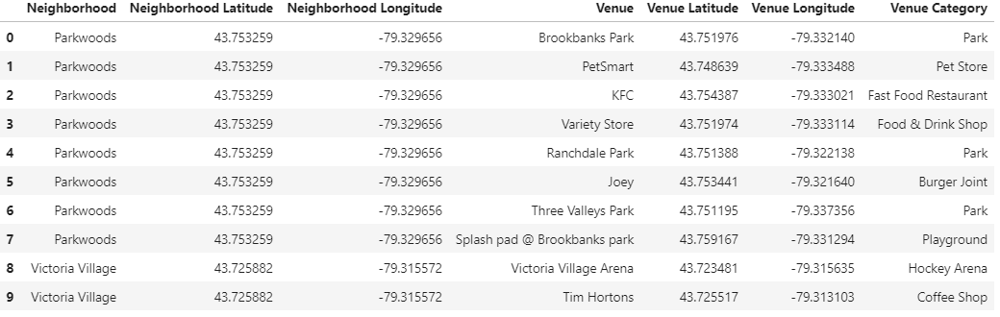 Neighborhood Neighborhood Latitude Neighborhood Longitude Venue Venue Latitude Venue Longitude Venue Category
0 Parkwoods 43.753259 -79.329656 Brookbanks Park 43.751976 -79.332140 Park
1 Parkwoods 43.753259 -79.329656 PetSmart 43.748639 -79.333488 Pet Store
2 Parkwoods 43.753259 -79.329656 KFC 43.754387 -79.333021 Fast Food Restaurant
3 Parkwoods 43.753259 -79.329656 Variety Store 43.751974 -79.333114 Food & Drink Shop
4 Parkwoods 43.753259 -79.329656 Ranchdale Park 43.751388 -79.322138 Park
5 Parkwoods 43.753259 -79.329656 Joey 43.753441 -79.321640 Burger Joint
6 Parkwoods 43.753259 -79.329656 Three Valleys Park 43.751195 -79.337356 Park
7 Parkwoods 43.753259 -79.329656 Splash pad @ Brookbanks park 43.759167 -79.331294 Playground
8 Victoria Village 43.725882 -79.315572 Victoria Village Arena 43.723481 -79.315635 Hockey Arena
9 Victoria Village 43.725882 -79.315572 Tim Hortons 43.725517 -79.313103 Coffee Shop